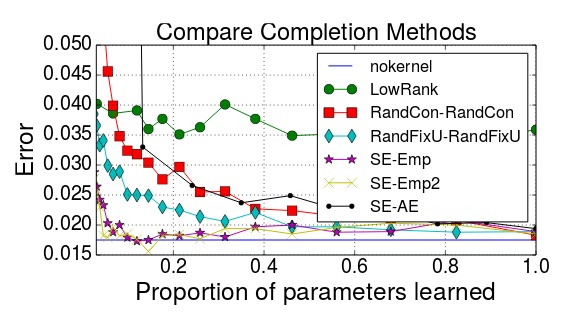 Compare Completion Methods
0.050
0.045
0.040
0.035
0.030
0.025
0.020
0.015
Error
nokernel
LowRank
RandCon-RandCon
RandFixU-RandFixU
SE-Emp
SE-Emp2
SE-AE
0.2 0.4 0.6 0.8 1.0
Proportion of parameters learned